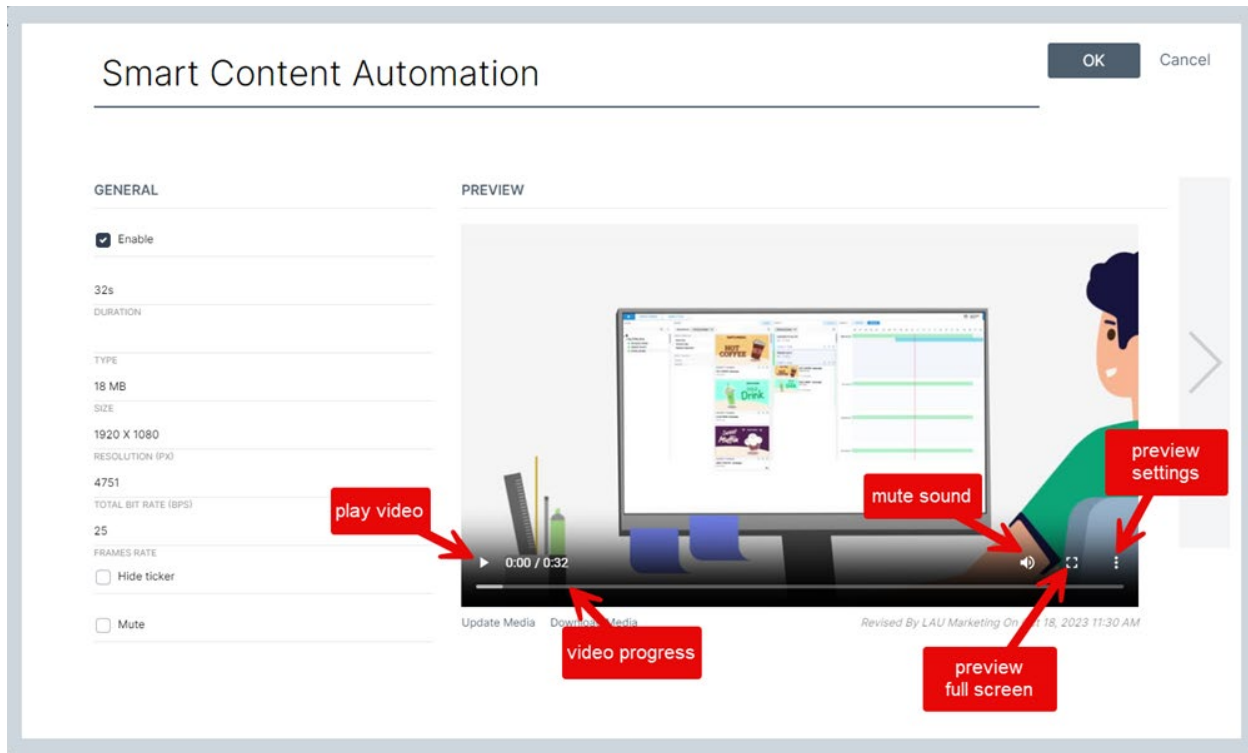 Smart Content Automation
OK
Cancel
GENERAL
PREVIEW
Enable
32s
DURATION
TYPE
18 MB
SIZE
1920 X 1080
RESOLUTION (PX)
4751
TOTAL BIT RATE (BPS)
25
FRAMES RATE
Hide ticker
Mute
HOT
COFFEE
Drink
Muffin
play video
mute sound
preview
settings
0:00 / 0:32
Update Media
Download Media
Revised By LAU Marketing On
18, 2023 11:30 AM
video progress
preview
full screen